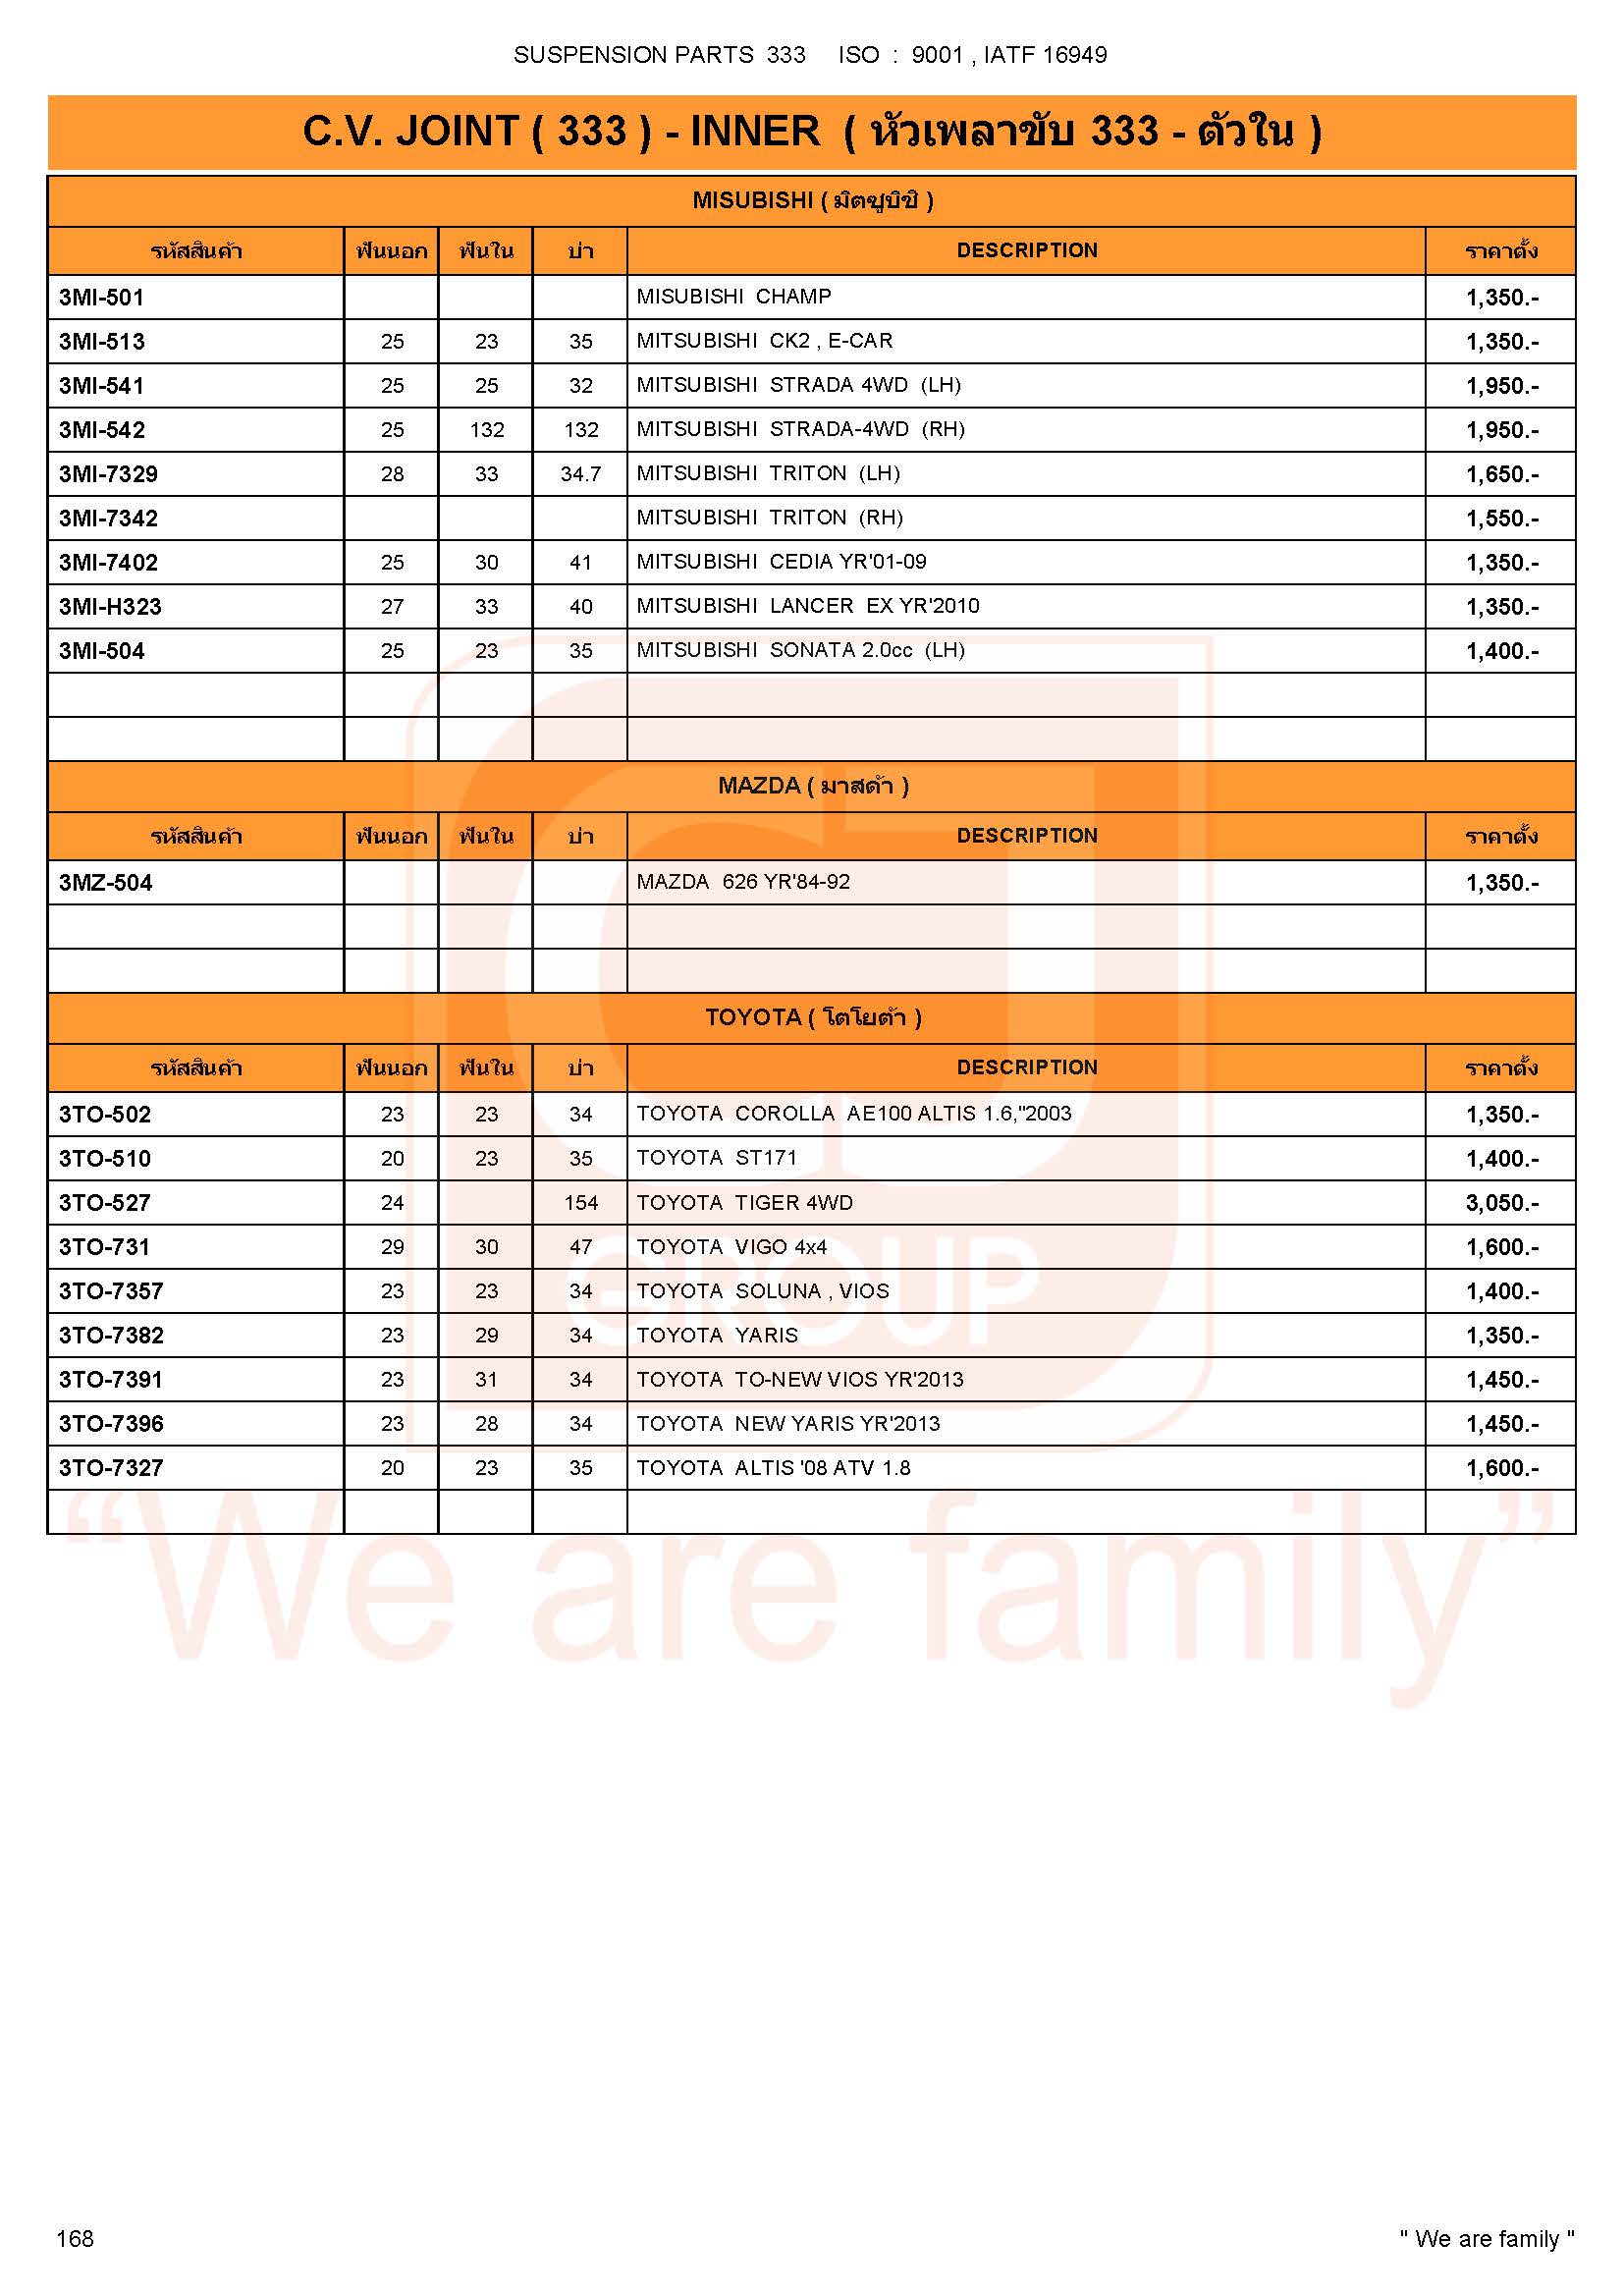 SUSPENSION PARTS 333 ISO : 9001 , IATF 16949
C.V. JOINT ( 333 ) - INNER ( หัวเพลาขับ 333 - ตัวใน )
MISUBISHI ( มิตซูบิชิ )
รหัสสินค้า ฟันนอก ฟันใน บ่า DESCRIPTION ราคาตั้ง
3MI-501 MISUBISHI CHAMP 1,350.-
3MI-513 25 23 35 MITSUBISHI CK2 , E-CAR 1,350.-
3MI-541 25 25 32 MITSUBISHI STRADA 4WD (LH) 1,950.-
3MI-542 25 132 132 MITSUBISHI STRADA-4WD (RH) 1,950.-
3MI-7329 28 33 34.7 MITSUBISHI TRITON (LH) 1,650.-
3MI-7342 MITSUBISHI TRITON (RH) 1,550.-
3MI-7402 25 30 41 MITSUBISHI CEDIA YR'01-09 1,350.-
3MI-H323 27 33 40 MITSUBISHI LANCER EX YR'2010 1,350.-
3MI-504 25 23 35 MITSUBISHI SONATA 2.0cc (LH) 1,400.-
MAZDA ( มาสด้า )
รหัสสินค้า ฟันนอก ฟันใน บ่า DESCRIPTION ราคาตั้ง
3MZ-504 MAZDA 626 YR'84-92 1,350.-
TOYOTA ( โตโยต้า )
รหัสสินค้า ฟันนอก ฟันใน บ่า DESCRIPTION ราคาตั้ง
3TO-502 23 23 34 TOYOTA COROLLA AE100 ALTIS 1.6,"2003 1,350.-
3TO-510 20 23 35 TOYOTA ST171 1,400.-
3TO-527 24 154 TOYOTA TIGER 4WD 3,050.-
3TO-731 29 30 47 TOYOTA VIGO 4x4 1,600.-
3TO-7357 23 23 34 TOYOTA SOLUNA , VIOS 1,400.-
3TO-7382 23 29 34 TOYOTA YARIS 1,350.-
3TO-7391 23 31 34 TOYOTA TO-NEW VIOS YR'2013 1,450.-
3TO-7396 23 28 34 TOYOTA NEW YARIS YR'2013 1,450.-
3TO-7327 20 23 35 TOYOTA ALTIS '08 ATV 1.8 1,600.-
CJ
GROUP
“We are family”
168 " We are family "